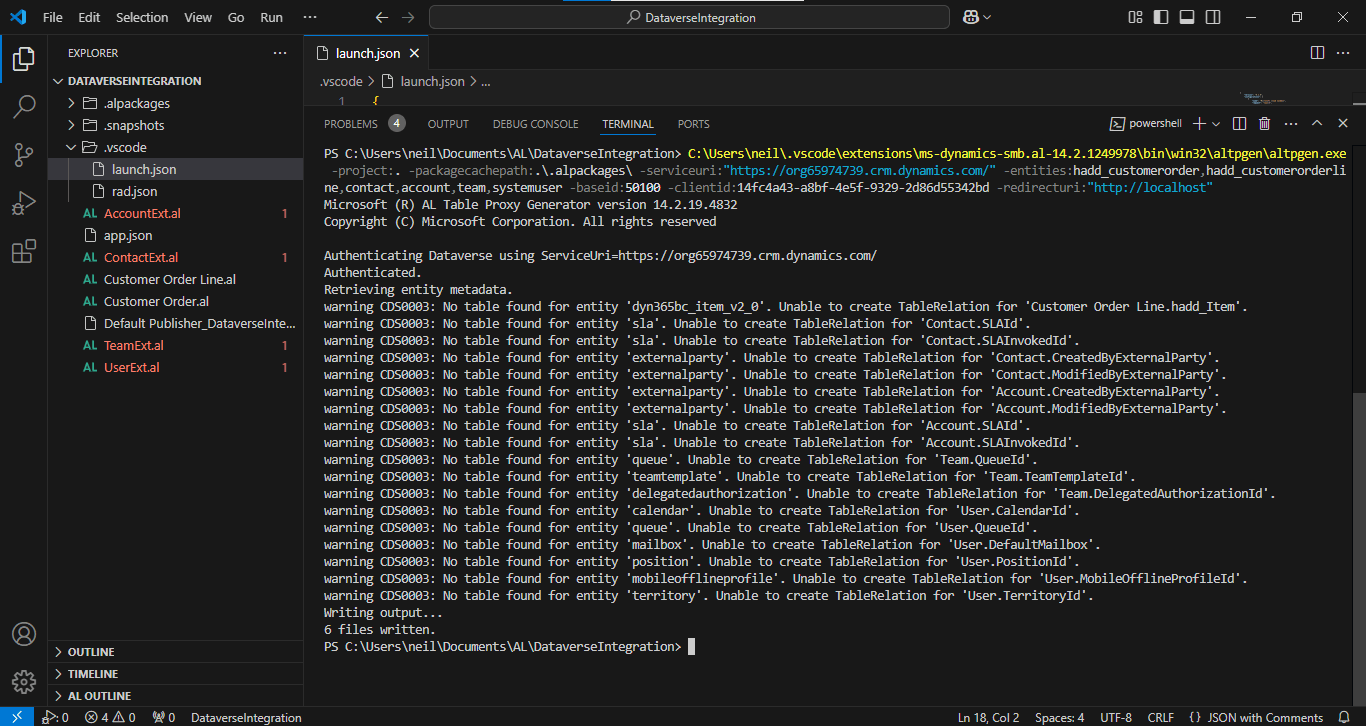 File Edit Selection View Go Run ··· DataverseIntegration
EXPLORER ···
DATAVERSEINTEGRATION
.alpackages
.snapshots
.vscode
launch.json
rad.json
AL AccountExt.al 1
app.json
AL ContactExt.al 1
AL Customer Order Line.al
AL Customer Order.al
Default Publisher_DataverseInte...
AL TeamExt.al 1
AL UserExt.al 1
OUTLINE
TIMELINE
AL OUTLINE
launch.json
.vscode > launch.json > ...
1 {
PROBLEMS 4 OUTPUT DEBUG CONSOLE TERMINAL PORTS powershell
PS C:\Users\neil\Documents\AL\DataverseIntegration> C:\Users\neil\.vscode\extensions\ms-dynamics-smb.al-14.2.1249978\bin\win32\altpgen\altpgen.exe
-project:. -packagecachepath:.\.alpackages\ -serviceuri:"https://org65974739.crm.dynamics.com/" -entities:hadd_customerorder,hadd_customerorderli
ne,contact,account,team,systemuser -baseid:50100 -clientid:14fc4a43-a8bf-4e5f-9329-2d86d55342bd -redirecturi:"http://localhost"
Microsoft (R) AL Table Proxy Generator version 14.2.19.4832
Copyright (C) Microsoft Corporation. All rights reserved
Authenticating Dataverse using ServiceUri=https://org65974739.crm.dynamics.com/
Authenticated.
Retrieving entity metadata.
warning CDS0003: No table found for entity 'dyn365bc_item_v2_0'. Unable to create TableRelation for 'Customer Order Line.hadd_Item'.
warning CDS0003: No table found for entity 'sla'. Unable to create TableRelation for 'Contact.SLAId'.
warning CDS0003: No table found for entity 'sla'. Unable to create TableRelation for 'Contact.SLAInvokedId'.
warning CDS0003: No table found for entity 'externalparty'. Unable to create TableRelation for 'Contact.CreatedByExternalParty'.
warning CDS0003: No table found for entity 'externalparty'. Unable to create TableRelation for 'Contact.ModifiedByExternalParty'.
warning CDS0003: No table found for entity 'externalparty'. Unable to create TableRelation for 'Account.CreatedByExternalParty'.
warning CDS0003: No table found for entity 'externalparty'. Unable to create TableRelation for 'Account.ModifiedByExternalParty'.
warning CDS0003: No table found for entity 'sla'. Unable to create TableRelation for 'Account.SLAId'.
warning CDS0003: No table found for entity 'sla'. Unable to create TableRelation for 'Account.SLAInvokedId'.
warning CDS0003: No table found for entity 'queue'. Unable to create TableRelation for 'Team.QueueId'.
warning CDS0003: No table found for entity 'teamtemplate'. Unable to create TableRelation for 'Team.TeamTemplateId'.
warning CDS0003: No table found for entity 'delegatedauthorization'. Unable to create TableRelation for 'Team.DelegatedAuthorizationId'.
warning CDS0003: No table found for entity 'calendar'. Unable to create TableRelation for 'User.CalendarId'.
warning CDS0003: No table found for entity 'queue'. Unable to create TableRelation for 'User.QueueId'.
warning CDS0003: No table found for entity 'mailbox'. Unable to create TableRelation for 'User.DefaultMailbox'.
warning CDS0003: No table found for entity 'position'. Unable to create TableRelation for 'User.PositionId'.
warning CDS0003: No table found for entity 'mobileofflineprofile'. Unable to create TableRelation for 'User.MobileOfflineProfileId'.
warning CDS0003: No table found for entity 'territory'. Unable to create TableRelation for 'User.TerritoryId'.
Writing output...
6 files written.
PS C:\Users\neil\Documents\AL\DataverseIntegration>
0 4 0 0 DataverseIntegration Ln 18, Col 2 Spaces: 4 UTF-8 CRLF {} JSON with Comments